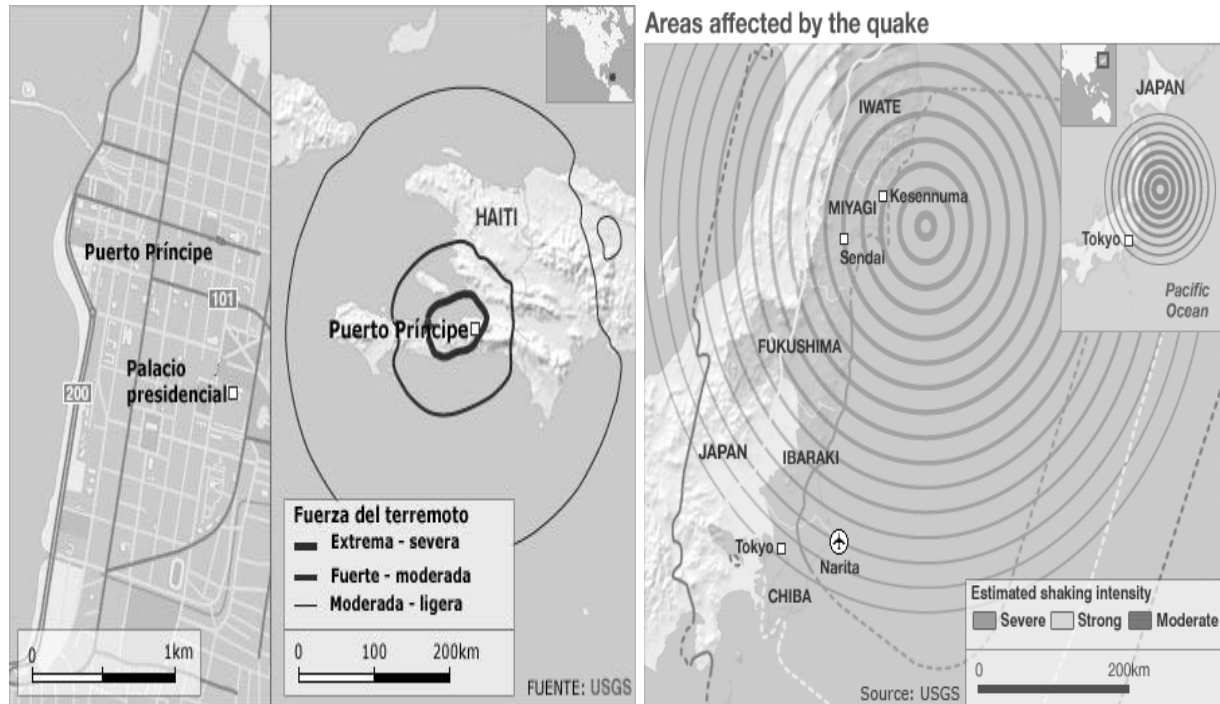 Puerto Príncipe
101
Palacio
presidencial
200
0 1km
HAITI
Puerto Príncipe
Fuerza del terremoto
Extrema - severa
Fuerte - moderada
Moderada - ligera
0 100 200km
FUENTE: USGS
Areas affected by the quake
IWATE
Kesennuma
MIYAGI
Sendai
FUKUSHIMA
JAPAN
IBARAKI
Tokyo
Narita
CHIBA
JAPAN
Tokyo
Pacific
Ocean
Estimated shaking intensity
Severe Strong Moderate
0 200km
Source: USGS